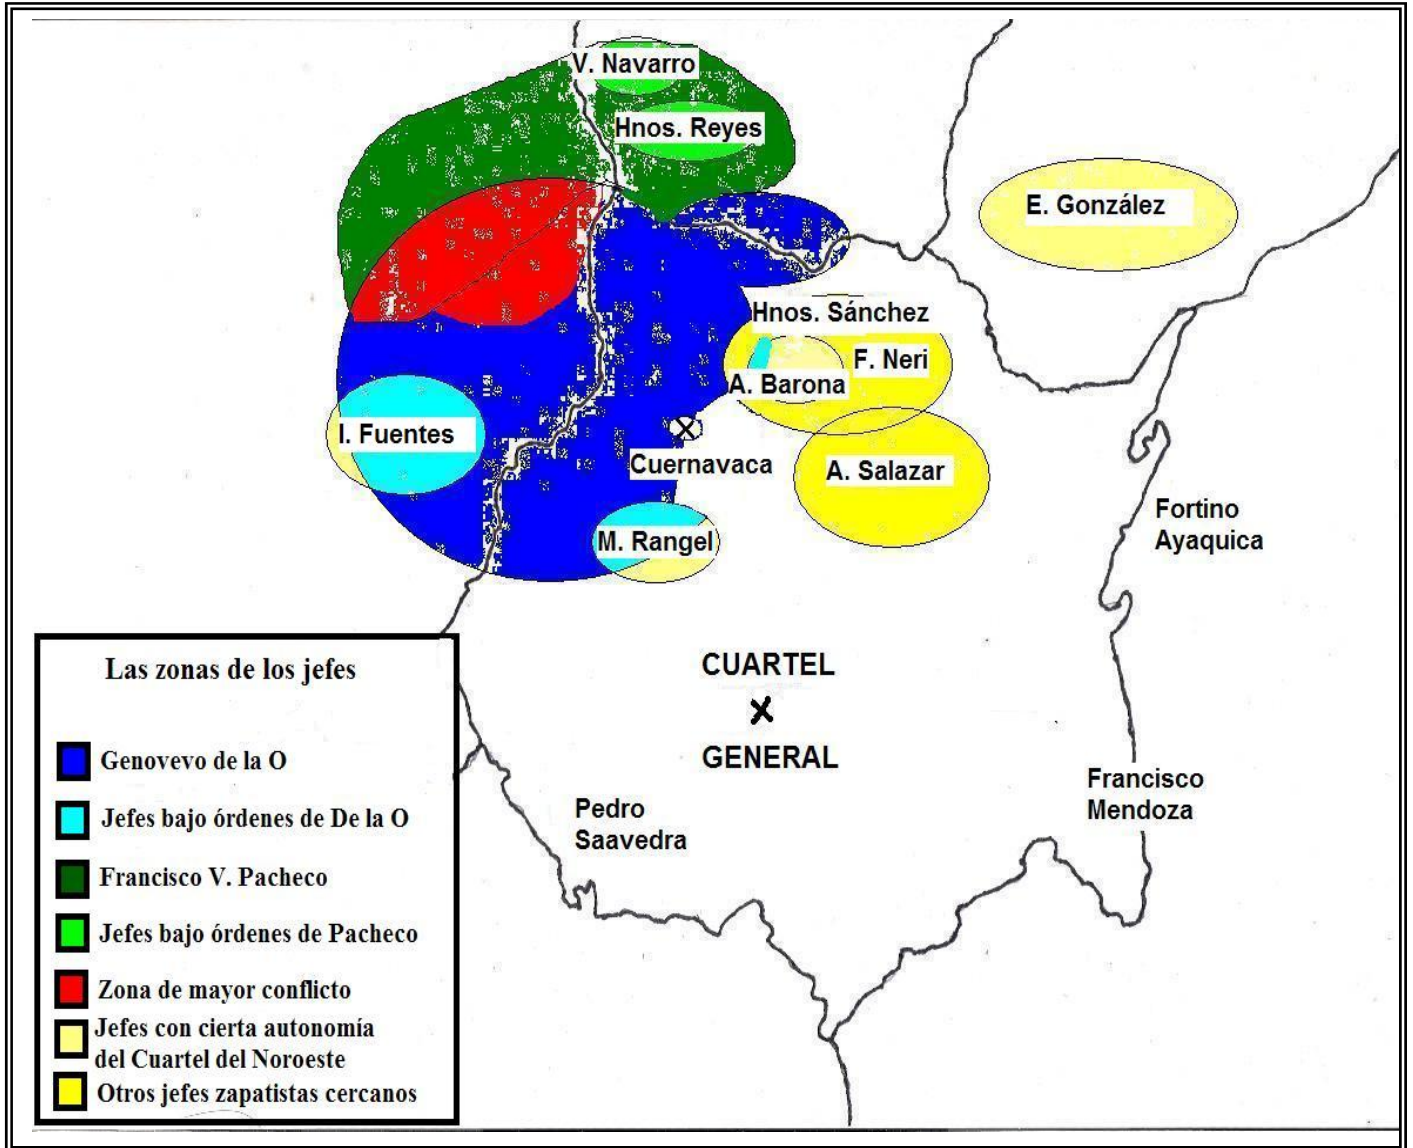 V. Navarro
Hnos. Reyes
E. González
Hnos. Sánchez
F. Neri
A. Barona
I. Fuentes
Cuernavaca
A. Salazar
M. Rangel
Fortino
Ayaquica
CUARTEL
GENERAL
Francisco
Mendoza
Pedro
Saavedra
Las zonas de los jefes
Genovevo de la O
Jefes bajo órdenes de De la O
Francisco V. Pacheco
Jefes bajo órdenes de Pacheco
Zona de mayor conflicto
Jefes con cierta autonomía
del Cuartel del Noroeste
Otros jefes zapatistas cercanos